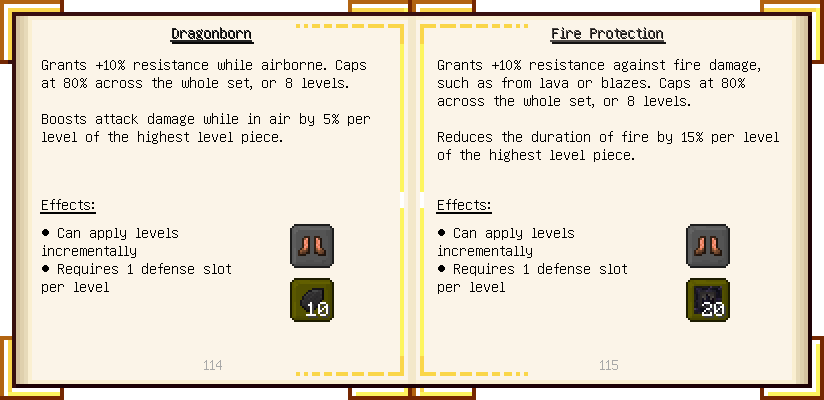 Dragonborn
Grants +10% resistance while airborne. Caps
at 80% across the whole set, or 8 levels.
Boosts attack damage while in air by 5% per
level of the highest level piece.
Effects:
• Can apply levels
incrementally
• Requires 1 defense slot
per level
10
114
Fire Protection
Grants +10% resistance against fire damage,
such as from lava or blazes. Caps at 80%
across the whole set, or 8 levels.
Reduces the duration of fire by 15% per level
of the highest level piece.
Effects:
• Can apply levels
incrementally
• Requires 1 defense slot
per level
20
115